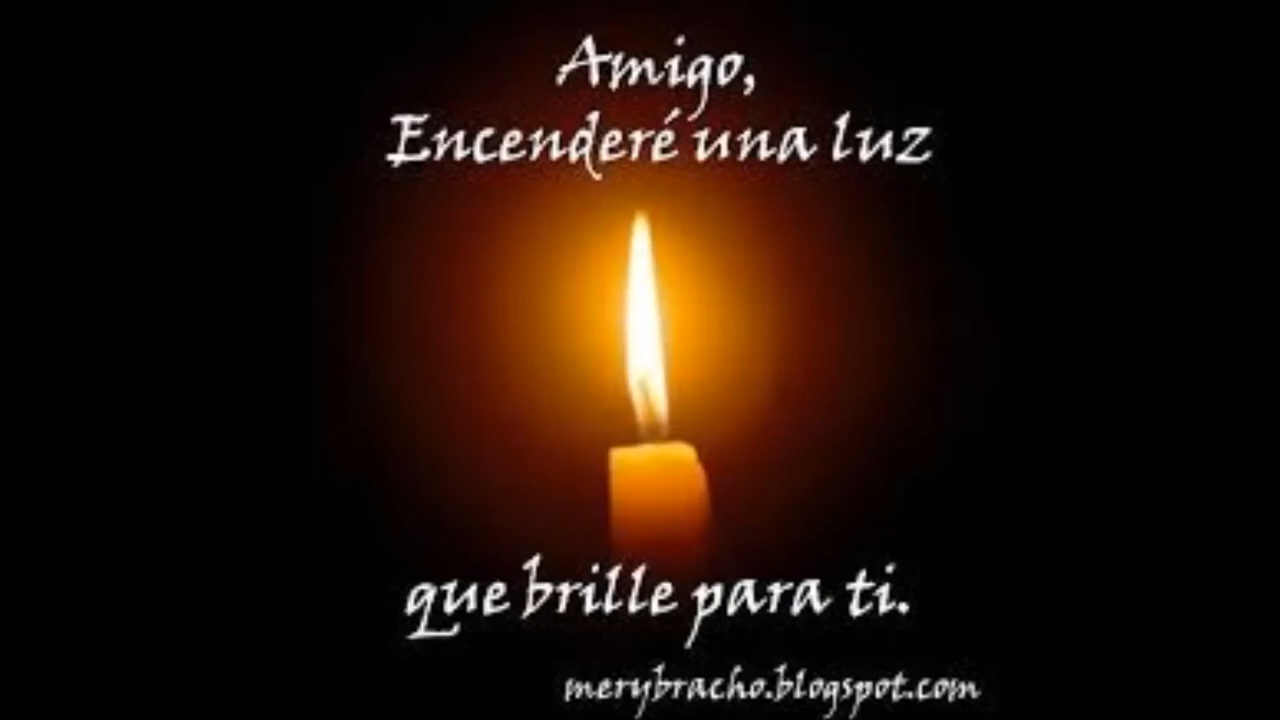 Amigo,
Encenderé una luz
que brille para ti.
merybracho.blogspot.com